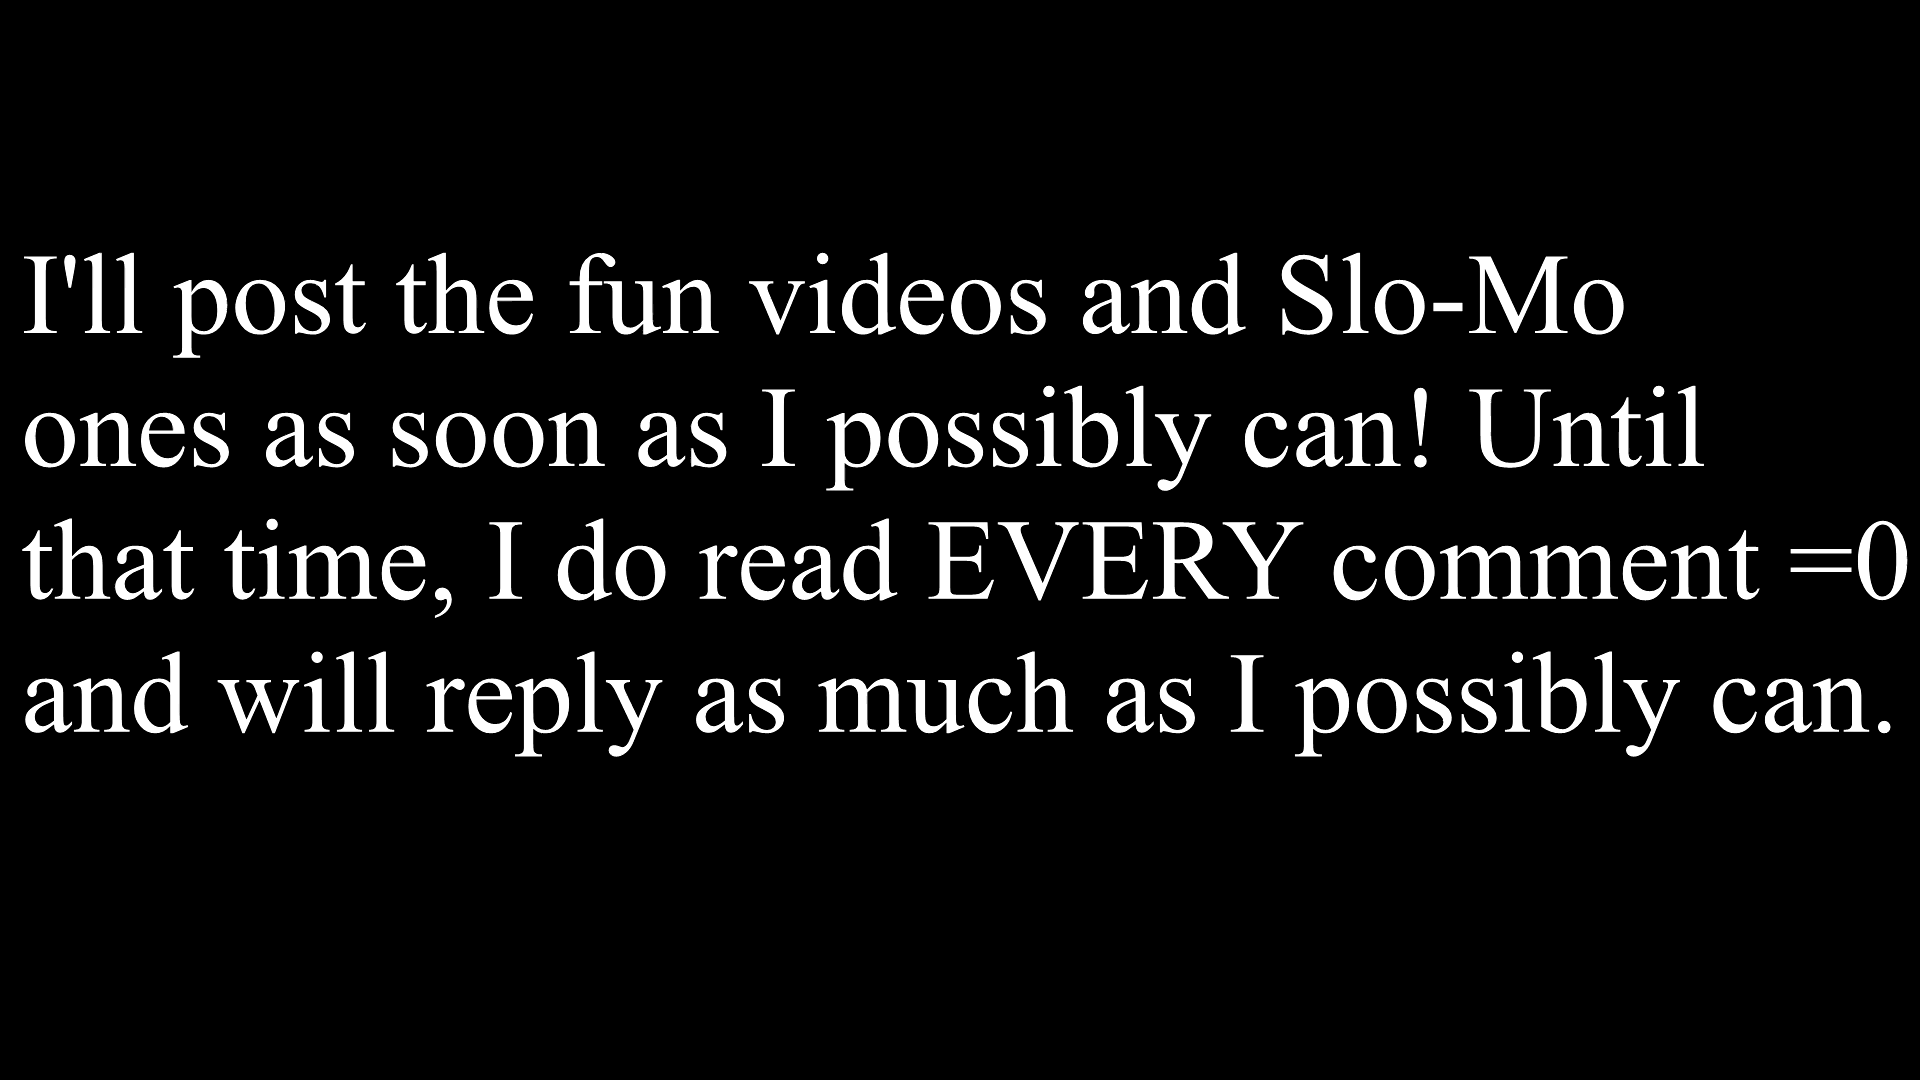 I'll post the fun videos and Slo-Mo
ones as soon as I possibly can! Until
that time, I do read EVERY comment =0
and will reply as much as I possibly can.